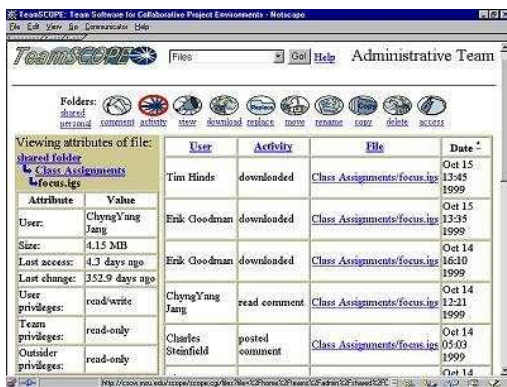 TeamSCOPE: Team Software for Collaborative Project Environments - Netscape
File Edit View Go Communicator Help
TeamSCOPE
Files
Go!
Help
Administrative Team
Folders:
shared
personal
comment activity view download replace move rename copy delete access
Replace
Copy
Viewing attributes of file:
shared folder
Class Assignments
focus.igs
Attribute Value
User: ChyngYang Jang
Size: 4.15 MB
Last access: 4.3 days ago
Last change: 352.9 days ago
User privileges: read/write
Team privileges: read-only
Outsider privileges: read-only
User Activity File Date
Tim Hinds downloaded Class Assignments/focus.igs Oct 15 13:45 1999
Erik Goodman downloaded Class Assignments/focus.igs Oct 15 13:35 1999
Erik Goodman downloaded Class Assignments/focus.igs Oct 14 16:10 1999
ChyngYang Jang read comment Class Assignments/focus.igs Oct 14 12:21 1999
Charles Steinfield posted comment Class Assignments/focus.igs Oct 14 05:03 1999
Oct 14